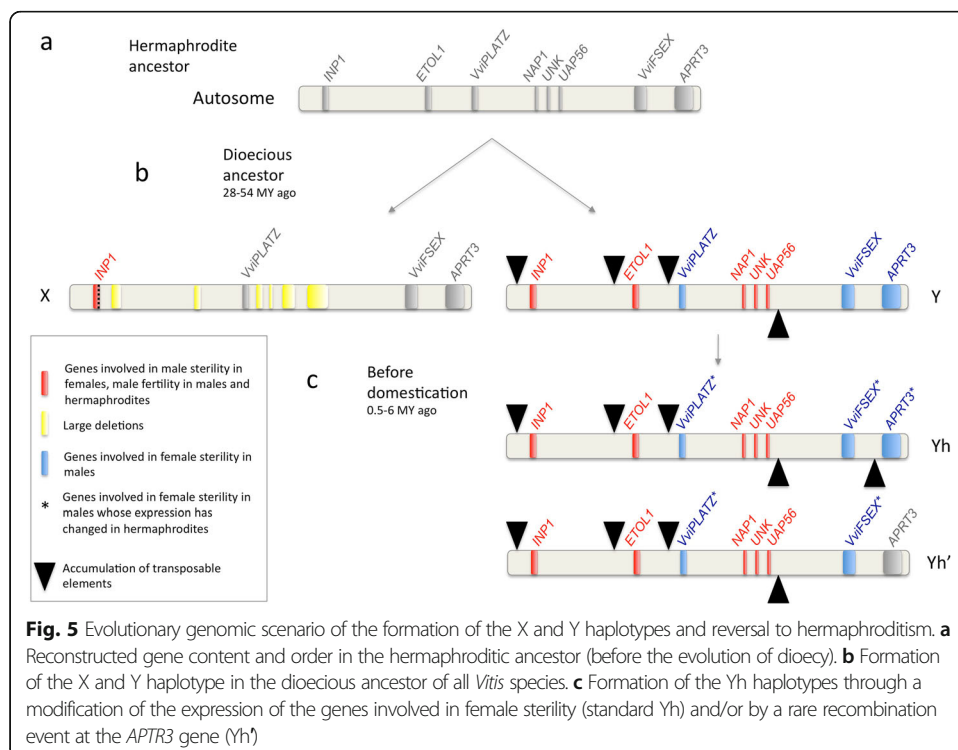 a
Hermaphrodite
ancestor
Autosome
INP1
ETOL1
VviPLATZ
NAP1
UNK
UAP56
VviFSEX
APRT3
b
Dioecious
ancestor
28-54 MY ago
X
INP1
VviPLATZ
VviFSEX
APRT3
INP1
ETOL1
VviPLATZ
NAP1
UNK
UAP56
VviFSEX
APRT3
Y
Genes involved in male sterility in
females, male fertility in males and
hermaphrodites
Large deletions
Genes involved in female sterility in
males
* Genes involved in female sterility in
males whose expression has
changed in hermaphrodites
Accumulation of transposable
elements
c
Before
domestication
0.5-6 MY ago
INP1
ETOL1
VviPLATZ*
NAP1
UNK
UAP56
VviFSEX*
APRT3*
Yh
INP1
ETOL1
VviPLATZ*
NAP1
UNK
UAP56
VviFSEX*
APRT3
Yh'
Fig. 5 Evolutionary genomic scenario of the formation of the X and Y haplotypes and reversal to hermaphroditism. a
Reconstructed gene content and order in the hermaphroditic ancestor (before the evolution of dioecy). b Formation
of the X and Y haplotype in the dioecious ancestor of all Vitis species. c Formation of the Yh haplotypes through a
modification of the expression of the genes involved in female sterility (standard Yh) and/or by a rare recombination
event at the APTR3 gene (Yh')